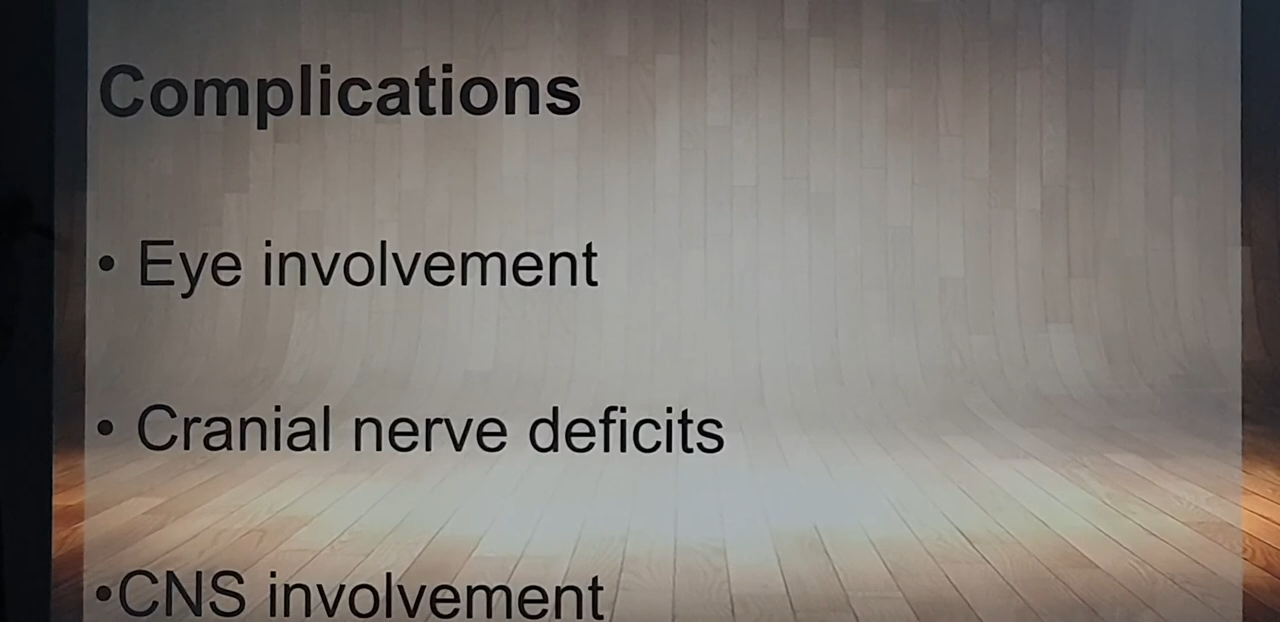 Complications
• Eye involvement
• Cranial nerve deficits
•CNS involvement